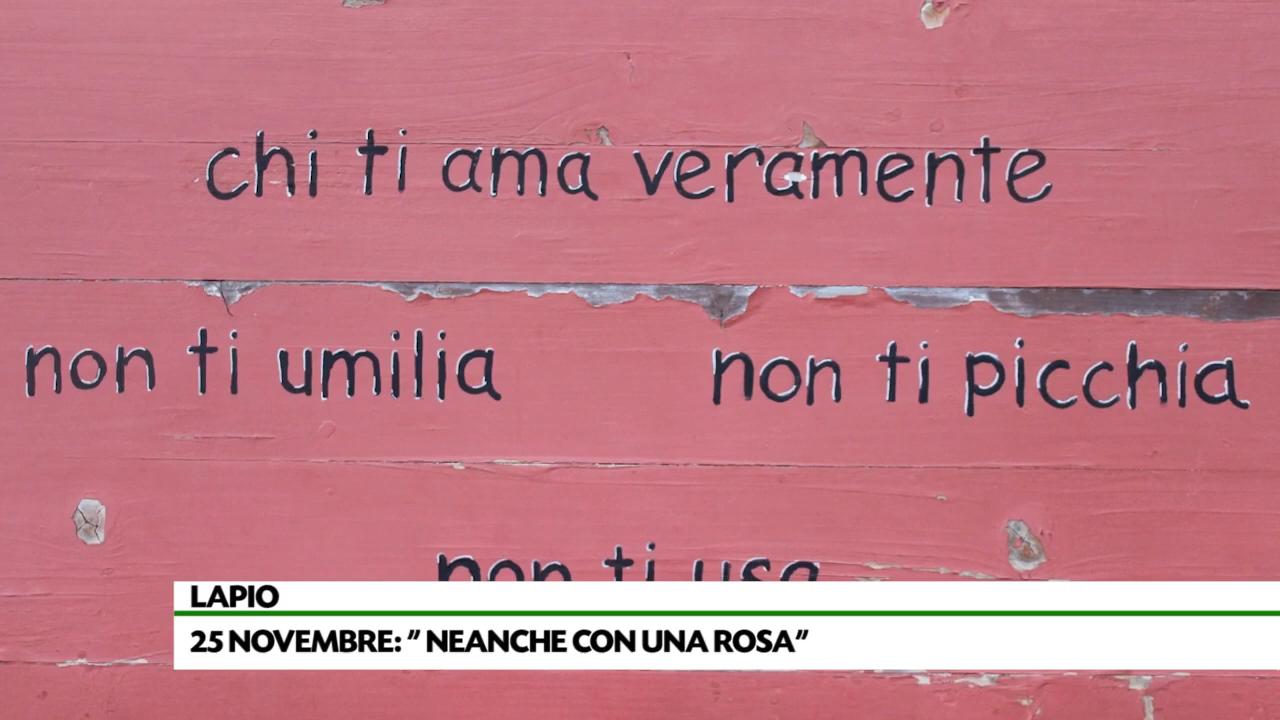 chi ti ama veramente
non ti umilia non ti picchia
non ti usa
LAPIO
25 NOVEMBRE: ” NEANCHE CON UNA ROSA”